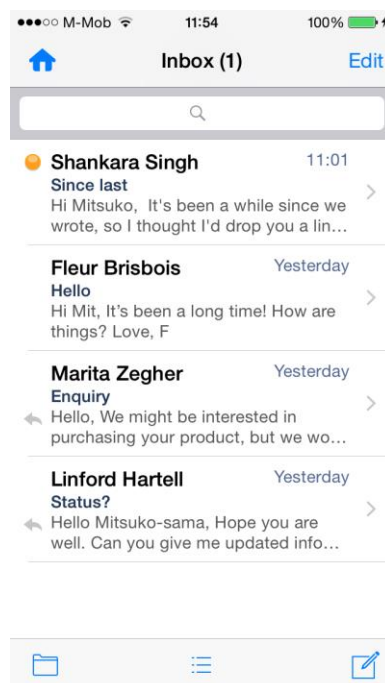 M-Mob 11:54 100%
Inbox (1) Edit
Shankara Singh 11:01
Since last
Hi Mitsuko, It's been a while since we
wrote, so I thought I'd drop you a lin...
Fleur Brisbois Yesterday
Hello
Hi Mit, It’s been a long time! How are
things? Love, F
Marita Zegher Yesterday
Enquiry
Hello, We might be interested in
purchasing your product, but we wo...
Linford Hartell Yesterday
Status?
Hello Mitsuko-sama, Hope you are
well. Can you give me updated info...